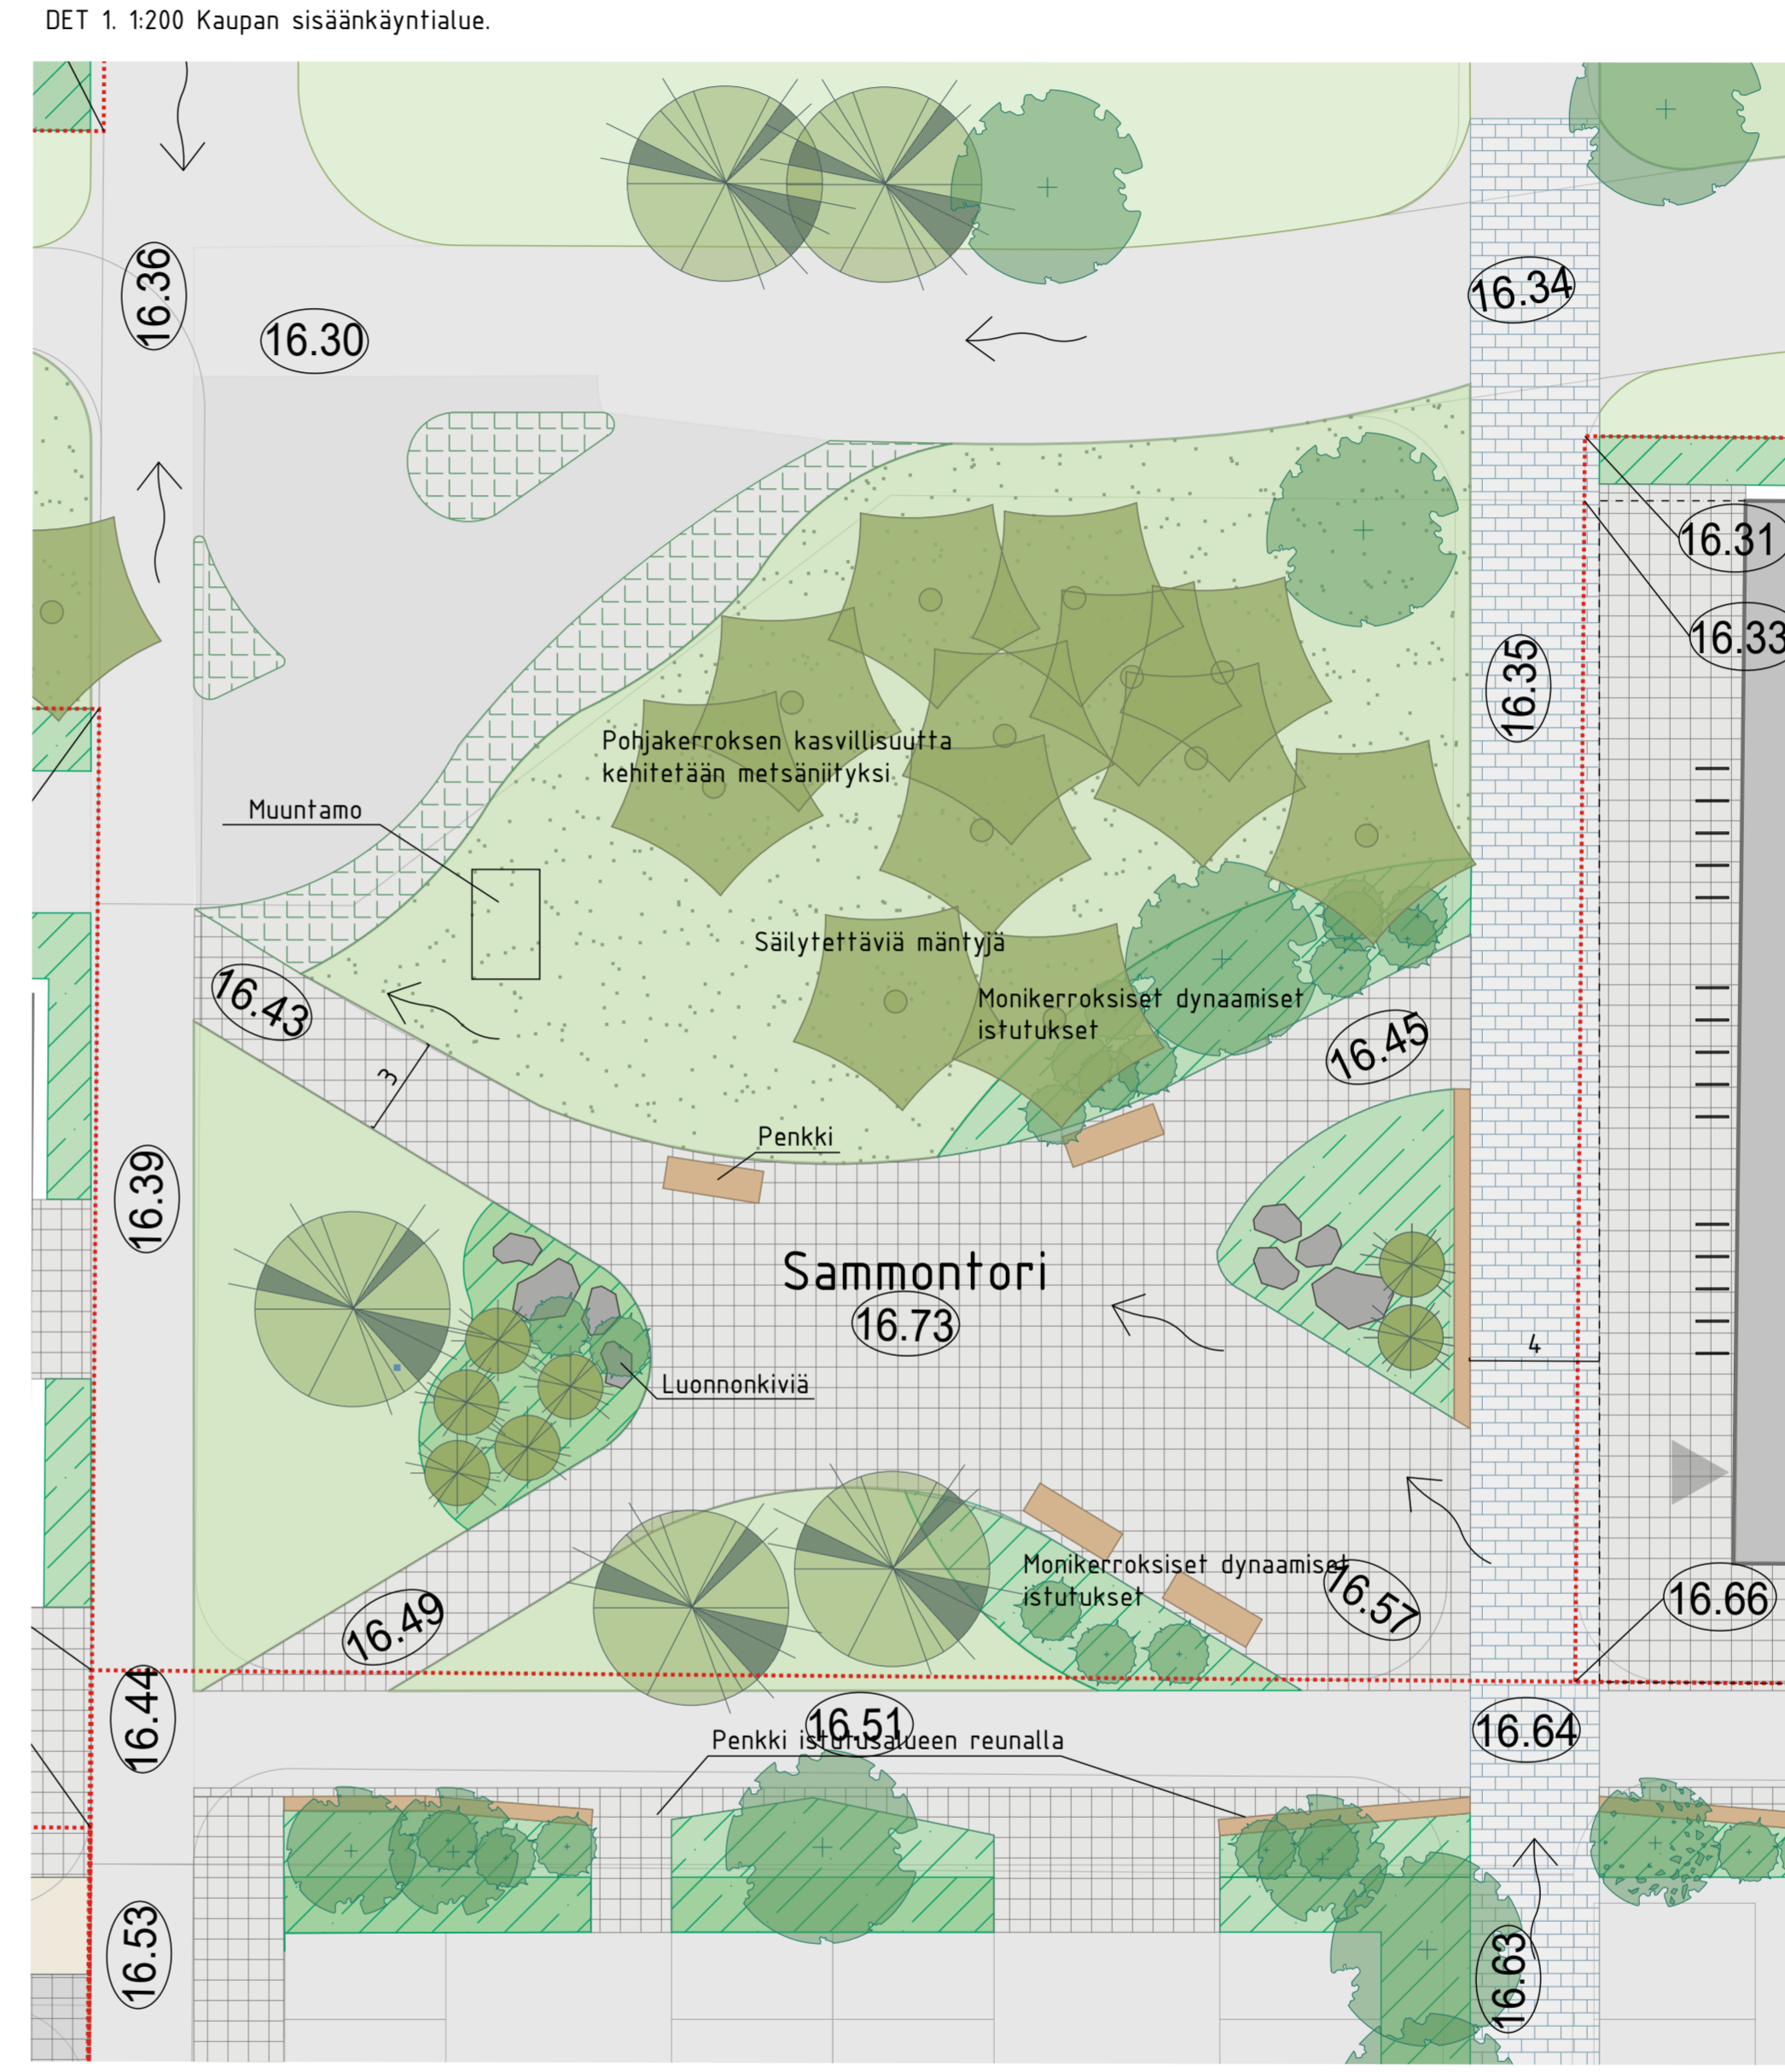 DET 1. 1:200 Kaupan sisäänkäyntialue.
16.36
16.30
16.34
16.31
16.33
16.35
Pohjakerroksen kasvillisuutta
kehitetään metsäniityksi
Muuntamo
Säilytettäviä mäntyjä
Monikerroksiset dynaamiset
istutukset
16.43
16.45
3
Penkki
16.39
Sammontori
16.73
4
Luonnonkiviä
Monikerroksiset dynaamiset
istutukset
16.57
16.66
16.49
16.44
16.51
16.64
Penkki istutusalueen reunalla
16.53
16.63